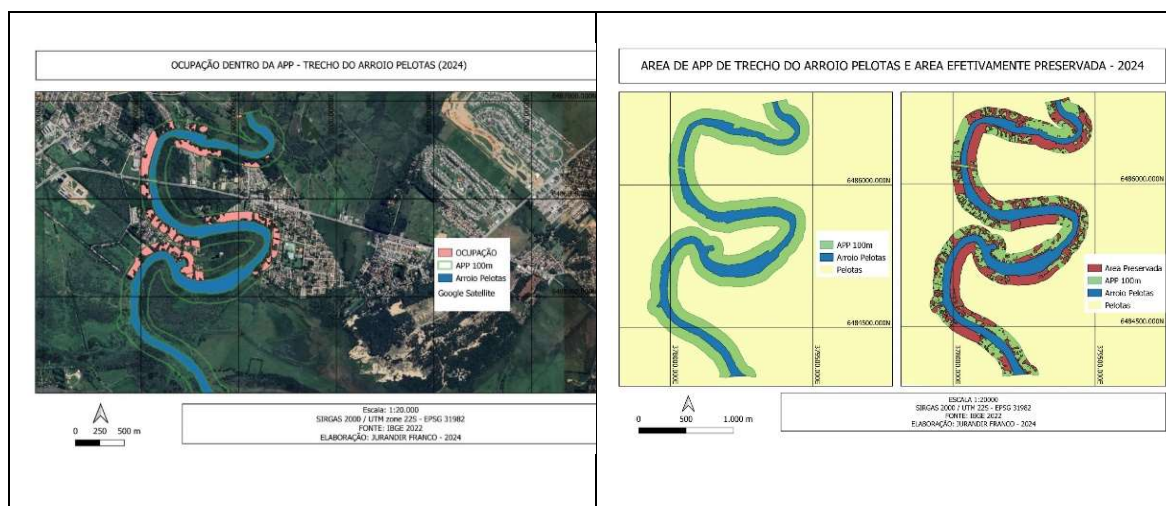 OCUPAÇÃO DENTRO DA APP - TRECHO DO ARROIO PELOTAS (2024)
OCUPAÇÃO
APP 100m
Arroio Pelotas
Google Satellite
0 250 500 m
Escala: 1:20.000
SIRGAS 2000 / UTM zone 22S - EPSG 31982
FONTE: IBGE 2022
ELABORAÇÃO: JURANDIR FRANCO - 2024
AREA DE APP DE TRECHO DO ARROIO PELOTAS E AREA EFETIVAMENTE PRESERVADA - 2024
6486000.000N
APP 100m
Arroio Pelotas
Pelotas
6484500.000N
6486000.000N
Area Preservada
APP 100m
Arroio Pelotas
Pelotas
6484500.000N
0 500 1.000 m
ESCALA 1:20000
SIRGAS 2000 / UTM zone 22S - EPSG 31982
FONTE: IBGE 2022
ELABORAÇÃO: JURANDIR FRANCO - 2024